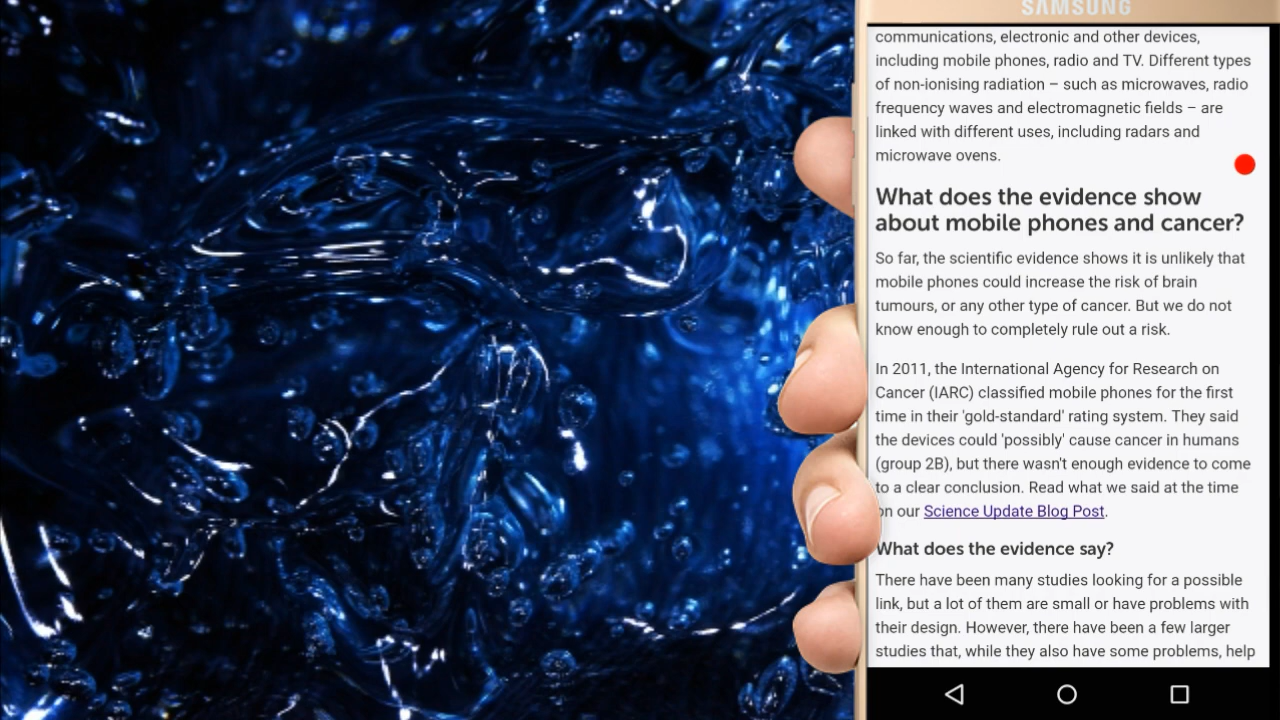 SAMSUNG
communications, electronic and other devices,
including mobile phones, radio and TV. Different types
of non-ionising radiation – such as microwaves, radio
frequency waves and electromagnetic fields – are
linked with different uses, including radars and
microwave ovens.
What does the evidence show
about mobile phones and cancer?
So far, the scientific evidence shows it is unlikely that
mobile phones could increase the risk of brain
tumours, or any other type of cancer. But we do not
know enough to completely rule out a risk.
In 2011, the International Agency for Research on
Cancer (IARC) classified mobile phones for the first
time in their 'gold-standard' rating system. They said
the devices could 'possibly' cause cancer in humans
(group 2B), but there wasn't enough evidence to come
to a clear conclusion. Read what we said at the time
on our Science Update Blog Post.
What does the evidence say?
There have been many studies looking for a possible
link, but a lot of them are small or have problems with
their design. However, there have been a few larger
studies that, while they also have some problems, help